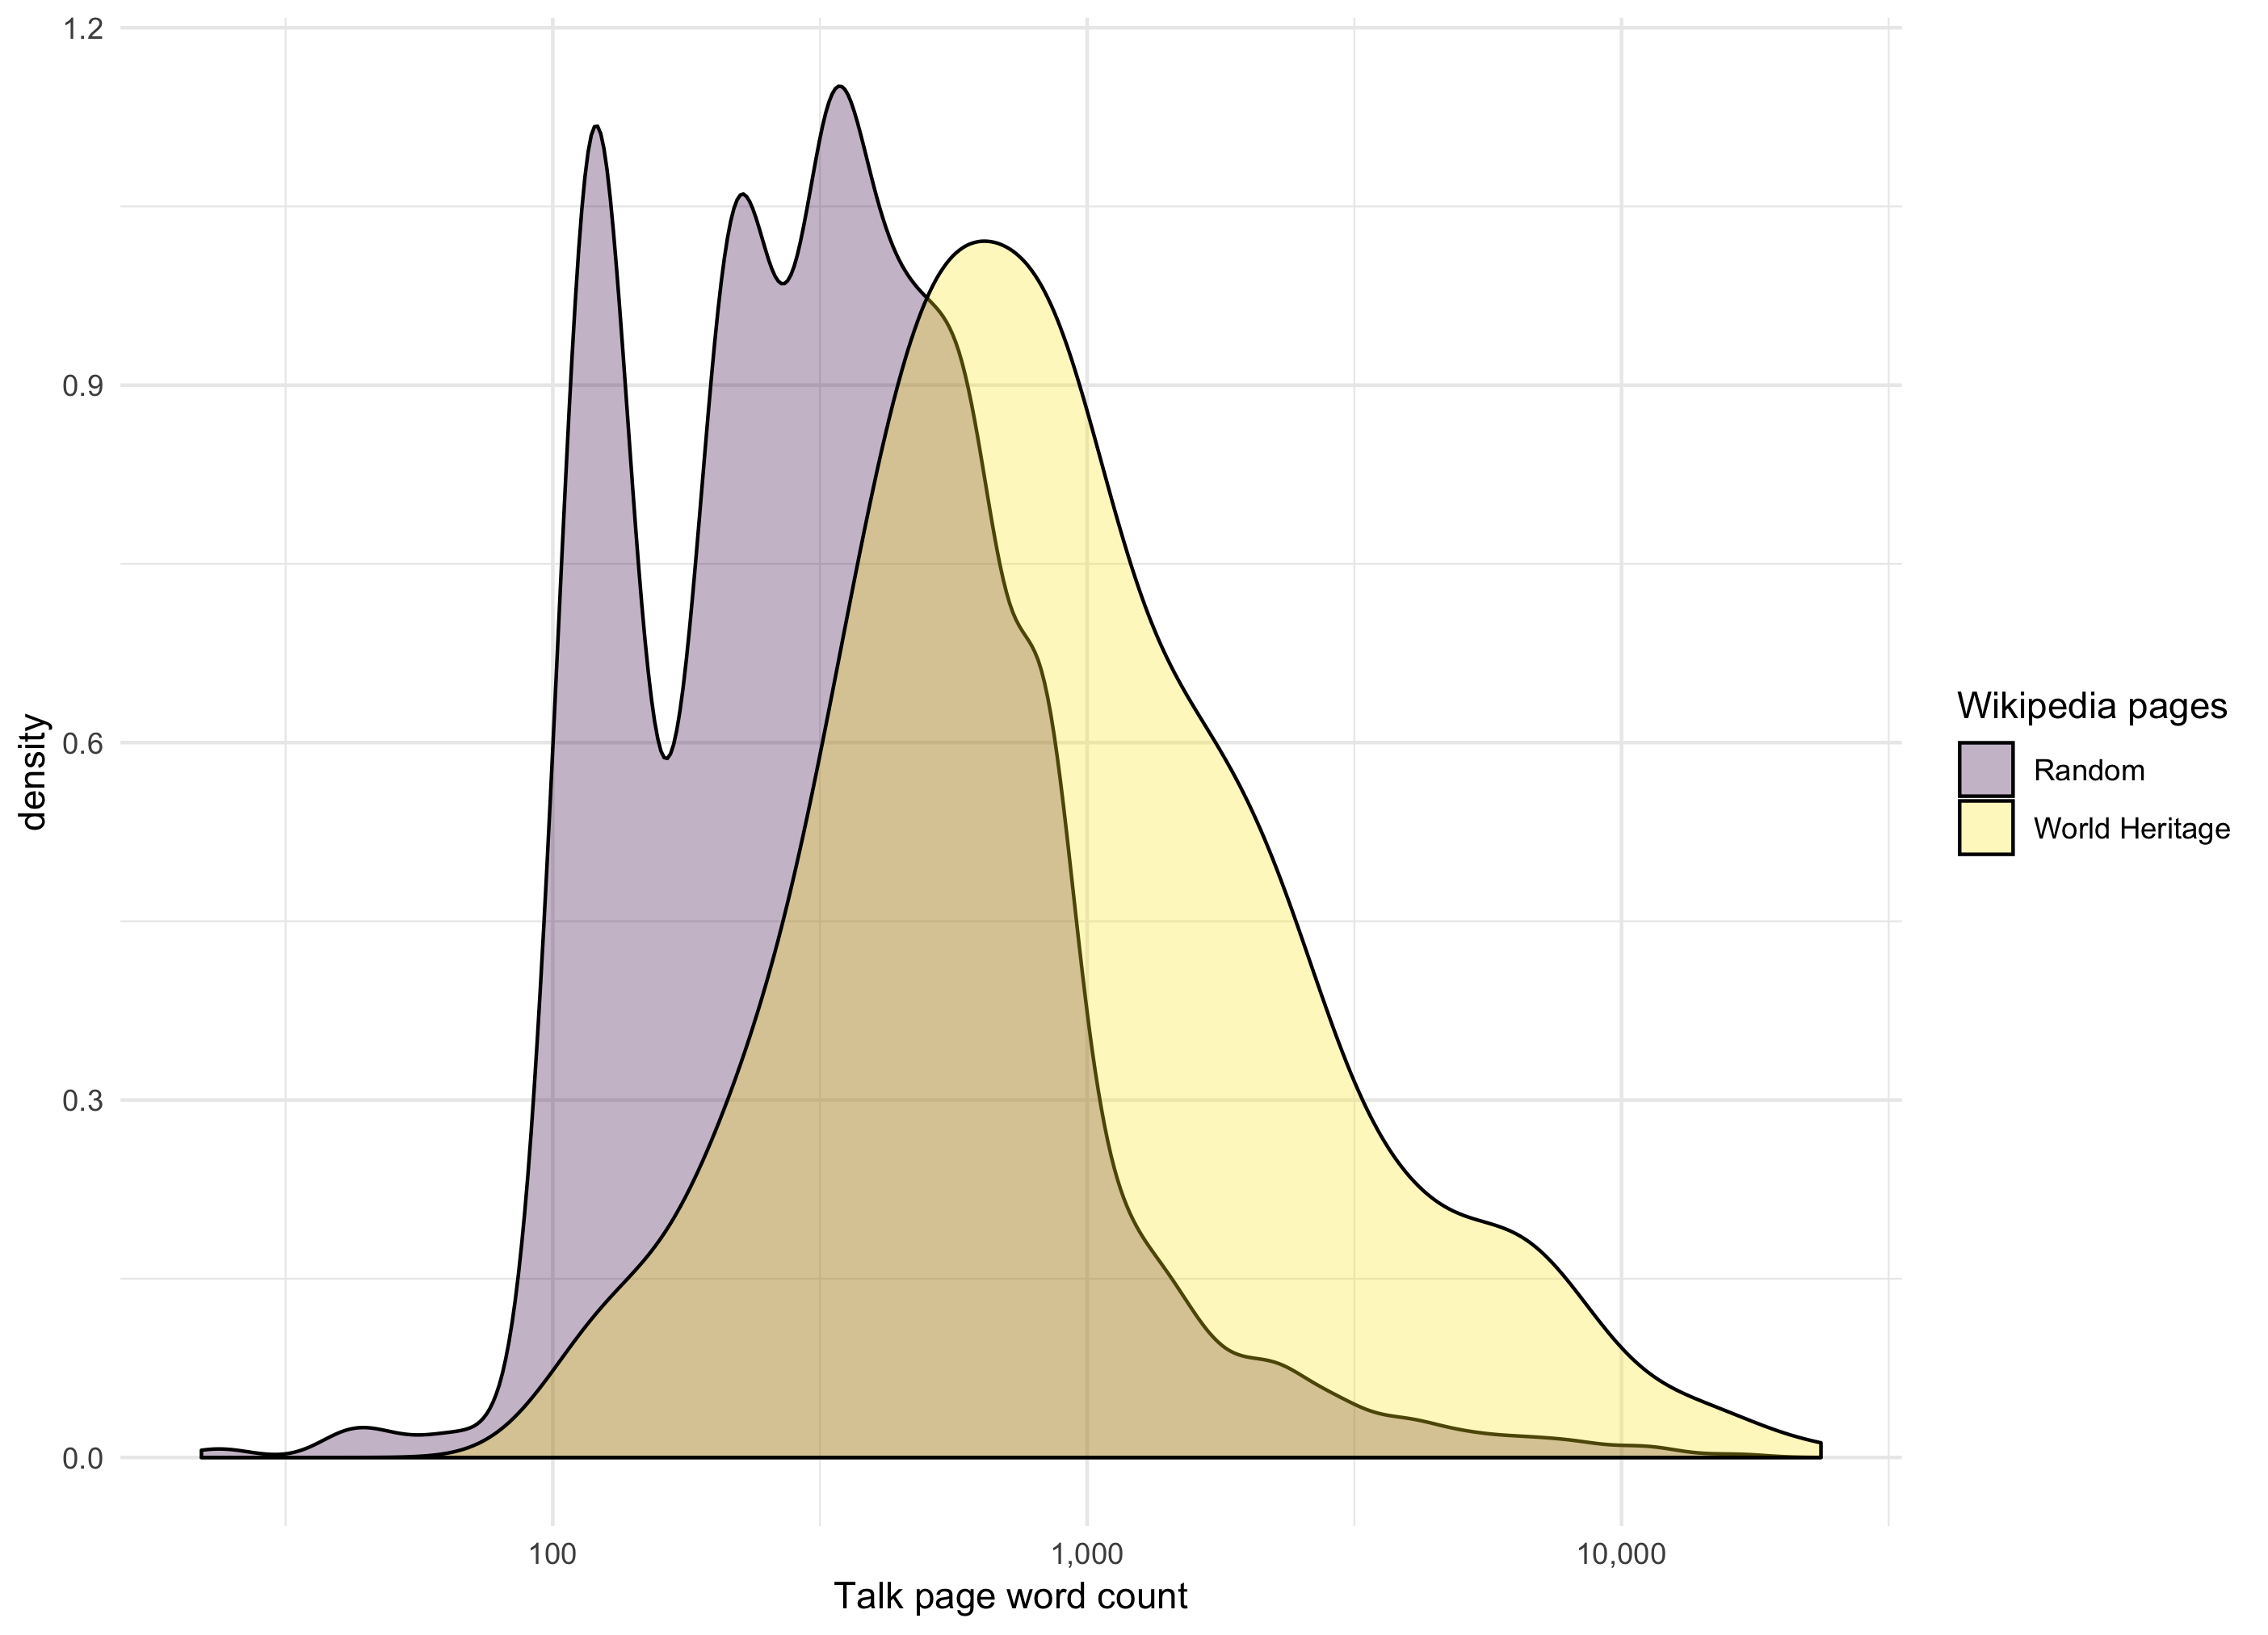 1.2
0.9
0.6
0.3
0.0
density
100
1,000
10,000
Talk page word count
Wikipedia pages
Random
World Heritage